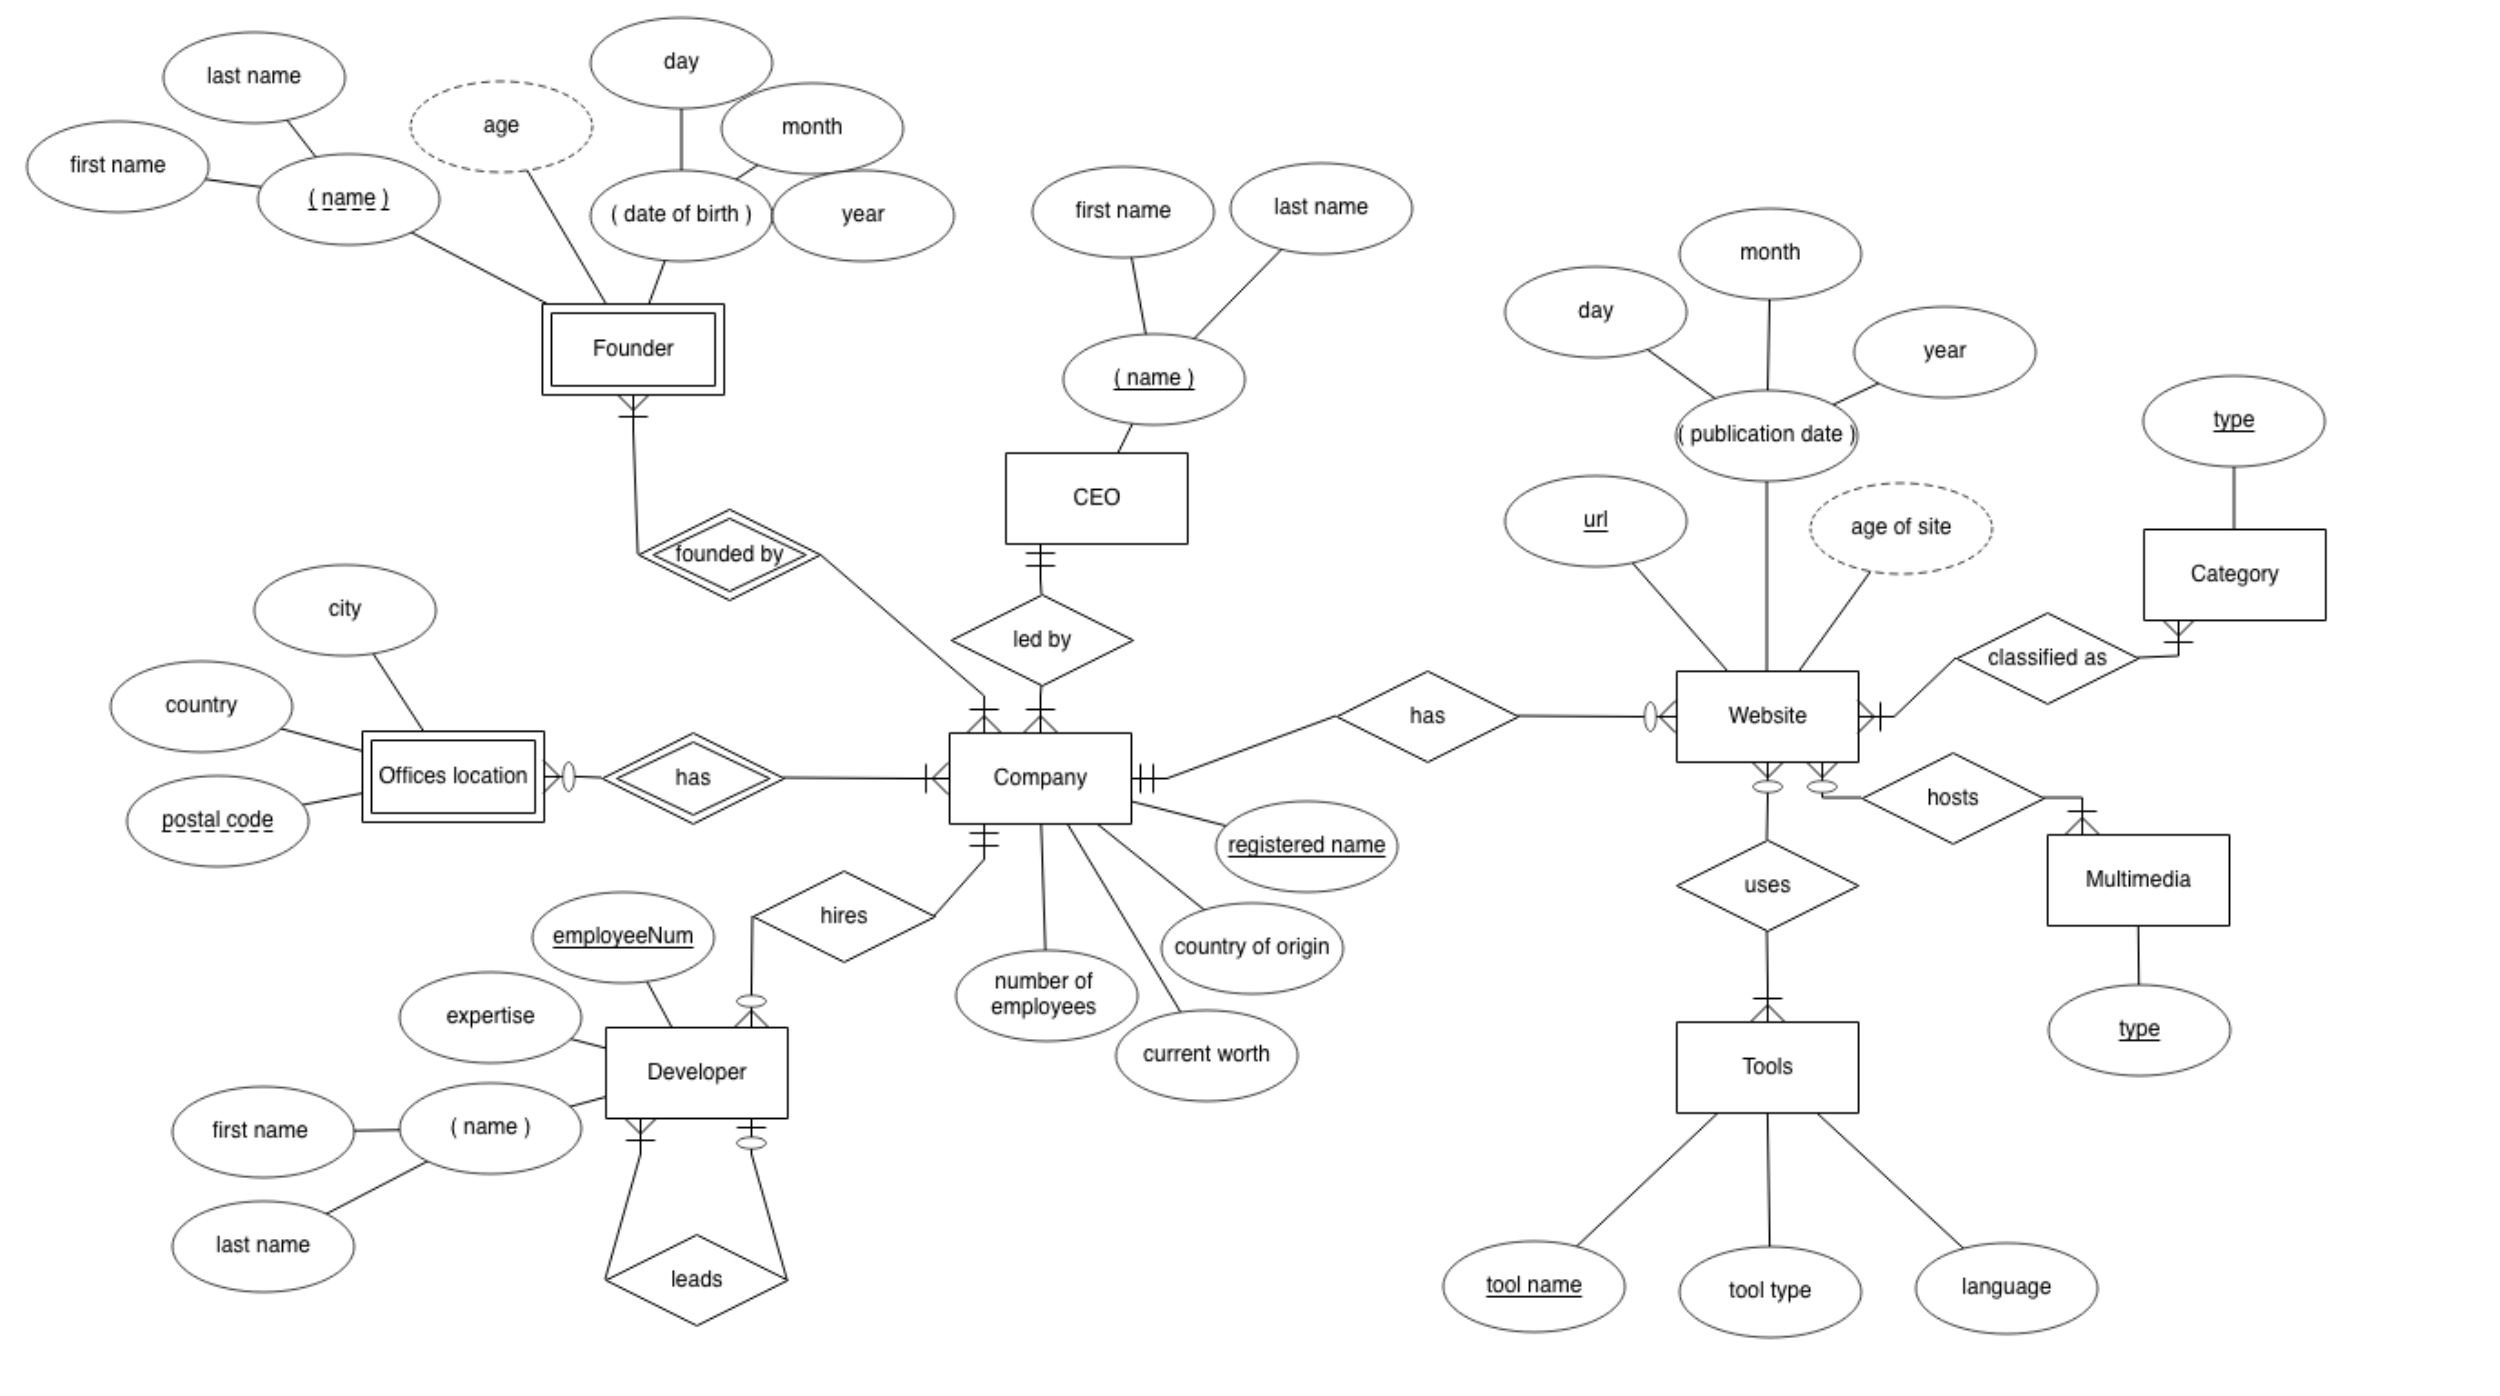 day
last name
age
month
first name
( name )
( date of birth )
year
first name
last name
month
day
year
Founder
( name )
type
( publication date )
CEO
url
age of site
founded by
Category
city
led by
classified as
country
has
Website
Offices location
has
Company
hosts
postal code
registered name
Multimedia
uses
hires
employeeNum
country of origin
number of
employees
expertise
type
current worth
Developer
Tools
first name
( name )
last name
leads
tool name
tool type
language